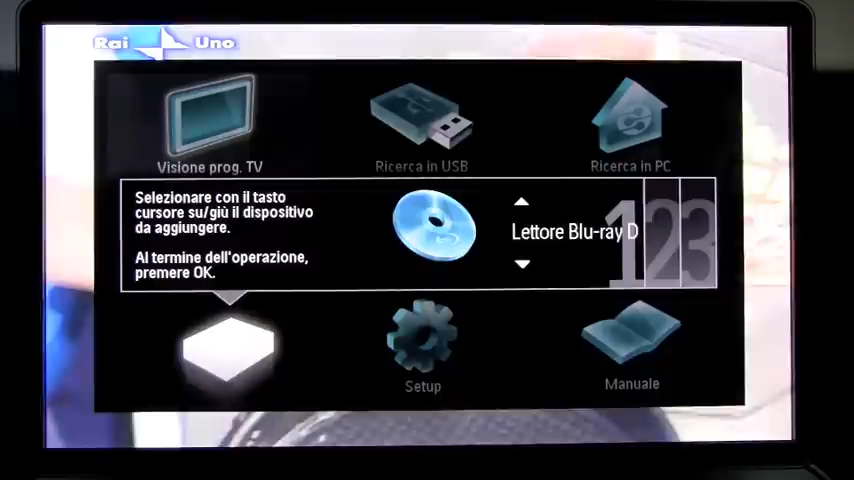 Rai Uno
Visione prog. TV
Ricerca in USB
Ricerca in PC
Selezionare con il tasto
cursore su/giù il dispositivo
da aggiungere.
Al termine dell'operazione,
premere OK.
Lettore Blu-ray D
123
Setup
Manuale